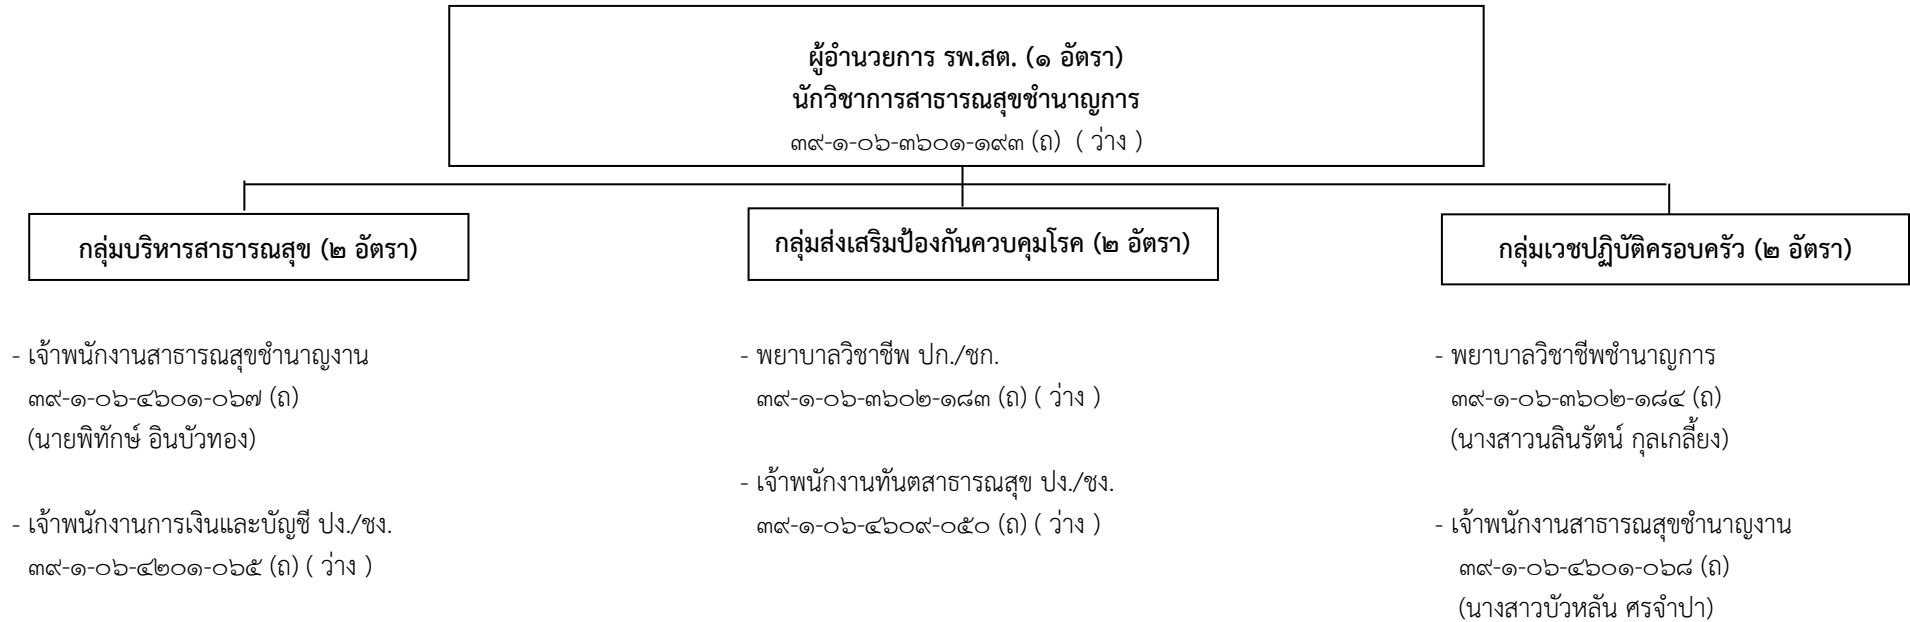 ผู้อำนวยการ รพ.สต. (๑ อัตรา)
นักวิชาการสาธารณสุขชำนาญการ
๓๙-๑-๐๖-๓๖๐๑-๑๙๓ (ถ) ( ว่าง )
กลุ่มบริหารสาธารณสุข (๒ อัตรา)
- เจ้าพนักงานสาธารณสุขชำนาญงาน
๓๙-๑-๐๖-๔๖๐๑-๐๖๗ (ถ)
(นายพิทักษ์ อินบัวทอง)
- เจ้าพนักงานการเงินและบัญชี ปง./ชง.
๓๙-๑-๐๖-๔๒๐๑-๐๖๕ (ถ) ( ว่าง )
กลุ่มส่งเสริมป้องกันควบคุมโรค (๒ อัตรา)
- พยาบาลวิชาชีพ ปก./ชก.
๓๙-๑-๐๖-๓๖๐๒-๑๘๓ (ถ) ( ว่าง )
- เจ้าพนักงานทันตสาธารณสุข ปง./ชง.
๓๙-๑-๐๖-๔๖๐๙-๐๕๐ (ถ) ( ว่าง )
กลุ่มเวชปฏิบัติครอบครัว (๒ อัตรา)
- พยาบาลวิชาชีพชำนาญการ
๓๙-๑-๐๖-๓๖๐๒-๑๘๔ (ถ)
(นางสาวนลินรัตน์ กุลเกลี้ยง)
- เจ้าพนักงานสาธารณสุขชำนาญงาน
๓๙-๑-๐๖-๔๖๐๑-๐๖๘ (ถ)
(นางสาวบัวหลัน ศรจำปา)